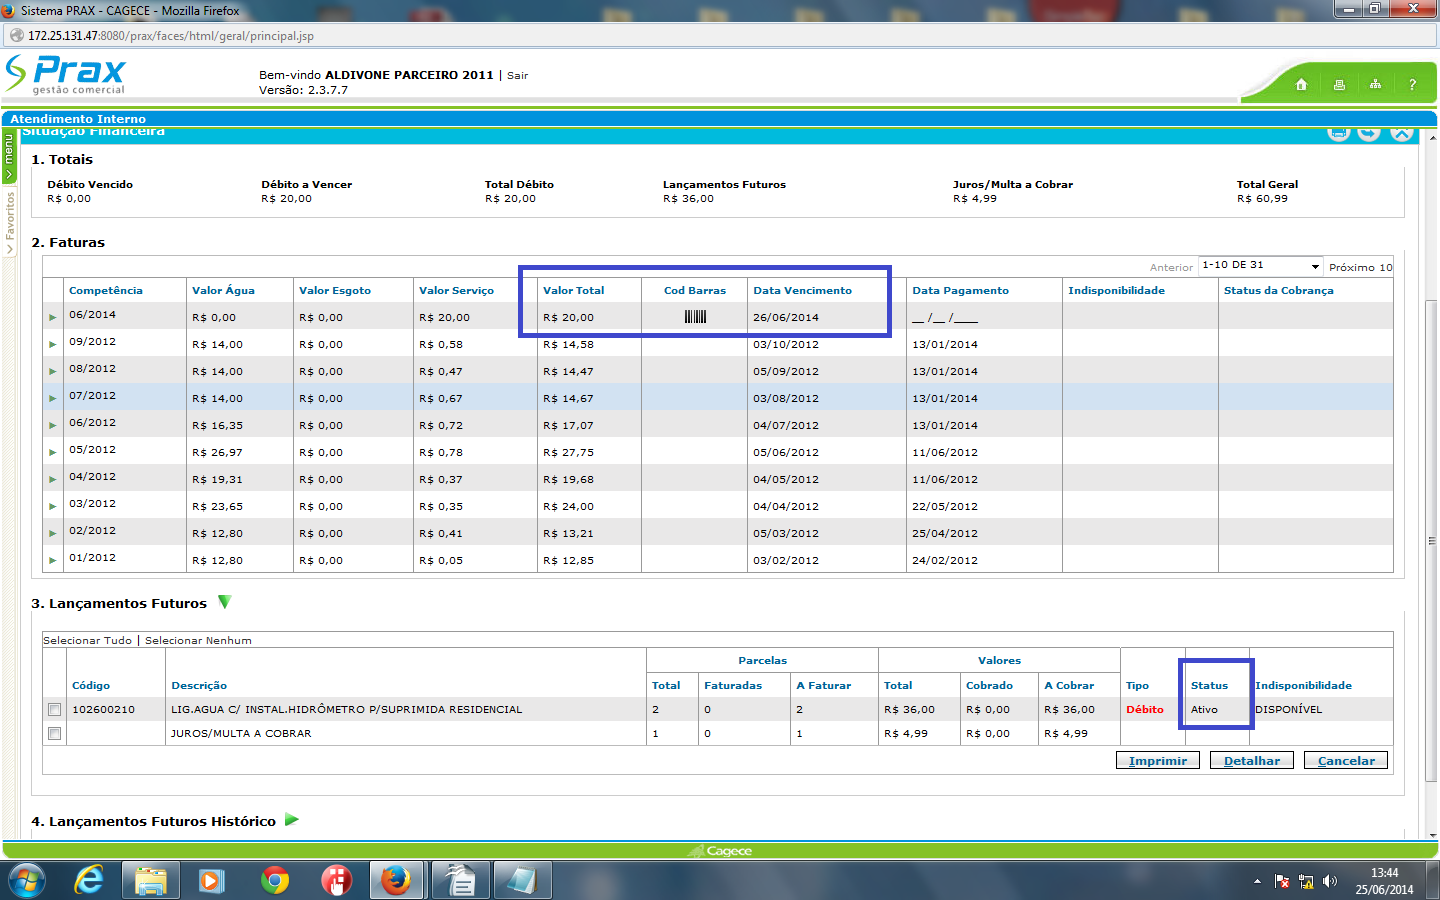 Sistema PRAX - CAGECE - Mozilla Firefox
172.25.131.47:8080/prax/faces/html/geral/principal.jsp
Prax
gestão comercial
Bem-vindo ALDIVONE PARCEIRO 2011 | Sair
Versão: 2.3.7.7
?
Atendimento Interno
menu
Favoritos
Situação Financeira
1. Totais
Débito Vencido Débito a Vencer Total Débito Lançamentos Futuros Juros/Multa a Cobrar Total Geral
R$ 0,00 R$ 20,00 R$ 20,00 R$ 36,00 R$ 4,99 R$ 60,99
2. Faturas
Anterior 1-10 DE 31 Próximo 10
Competência Valor Água Valor Esgoto Valor Serviço Valor Total Cod Barras Data Vencimento Data Pagamento Indisponibilidade Status da Cobrança
06/2014 R$ 0,00 R$ 0,00 R$ 20,00 R$ 20,00 26/06/2014 __ /__ /____
09/2012 R$ 14,00 R$ 0,00 R$ 0,58 R$ 14,58 03/10/2012 13/01/2014
08/2012 R$ 14,00 R$ 0,00 R$ 0,47 R$ 14,47 05/09/2012 13/01/2014
07/2012 R$ 14,00 R$ 0,00 R$ 0,67 R$ 14,67 03/08/2012 13/01/2014
06/2012 R$ 16,35 R$ 0,00 R$ 0,72 R$ 17,07 04/07/2012 13/01/2014
05/2012 R$ 26,97 R$ 0,00 R$ 0,78 R$ 27,75 05/06/2012 11/06/2012
04/2012 R$ 19,31 R$ 0,00 R$ 0,37 R$ 19,68 04/05/2012 11/06/2012
03/2012 R$ 23,65 R$ 0,00 R$ 0,35 R$ 24,00 04/04/2012 22/05/2012
02/2012 R$ 12,80 R$ 0,00 R$ 0,41 R$ 13,21 05/03/2012 25/04/2012
01/2012 R$ 12,80 R$ 0,00 R$ 0,05 R$ 12,85 03/02/2012 24/02/2012
3. Lançamentos Futuros
Selecionar Tudo | Selecionar Nenhum
Parcelas Valores
Código Descrição Total Faturadas A Faturar Total Cobrado A Cobrar Tipo Status Indisponibilidade
102600210 LIG.AGUA C/ INSTAL.HIDRÔMETRO P/SUPRIMIDA RESIDENCIAL 2 0 2 R$ 36,00 R$ 0,00 R$ 36,00 Débito Ativo DISPONÍVEL
JUROS/MULTA A COBRAR 1 0 1 R$ 4,99 R$ 0,00 R$ 4,99
Imprimir Detalhar Cancelar
4. Lançamentos Futuros Histórico
Cagece
13:44
25/06/2014